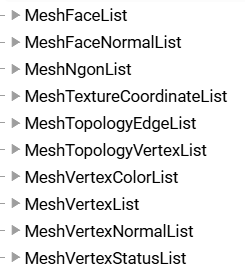 MeshFaceList
MeshFaceNormalList
MeshNgonList
MeshTextureCoordinateList
MeshTopologyEdgeList
MeshTopologyVertexList
MeshVertexColorList
MeshVertexList
MeshVertexNormalList
MeshVertexStatusList